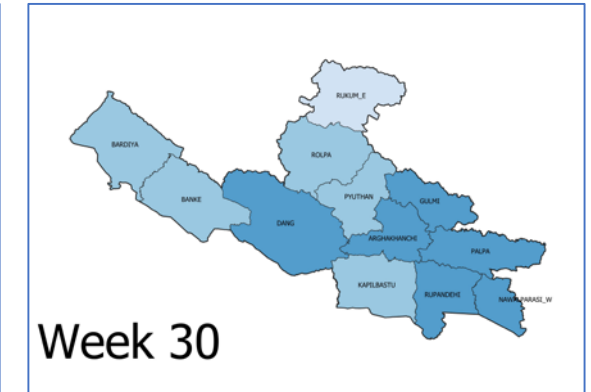 RUKUM_E
BARDIYA
ROLPA
BANKE
PYUTHAN
GULMI
DANG
ARGHAKHANCHI
PALPA
KAPILBASTU
RUPANDEHI
NAWALPARASI_W
Week 30